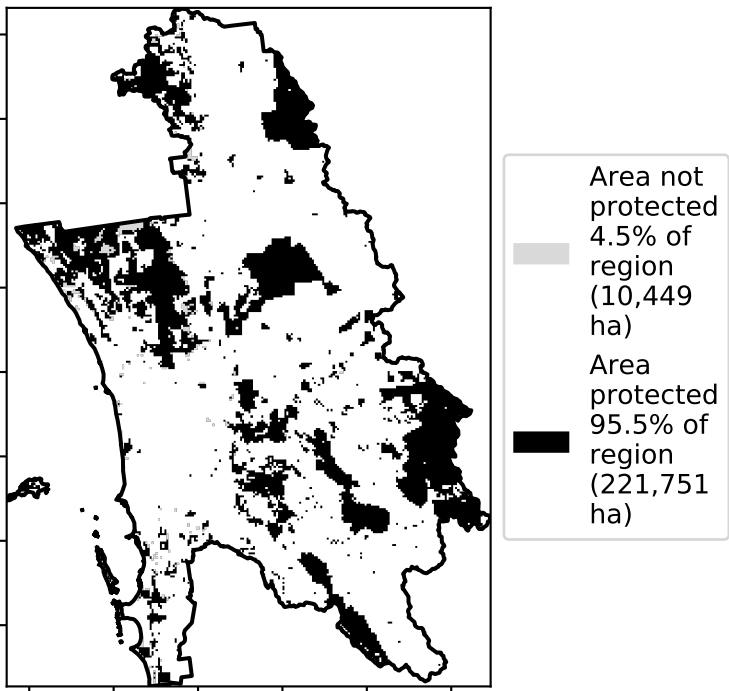 Area not
protected
4.5% of
region
(10,449
ha)
Area
protected
95.5% of
region
(221,751
ha)